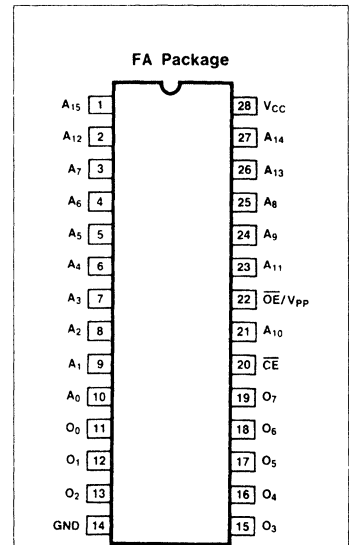 FA Package
A15 1 28 VCC
A12 2 27 A14
A7 3 26 A13
A6 4 25 A8
A5 5 24 A9
A4 6 23 A11
A3 7 22 O̅E̅/VPP
A2 8 21 A10
A1 9 20 C̅E̅
A0 10 19 O7
O0 11 18 O6
O1 12 17 O5
O2 13 16 O4
GND 14 15 O3